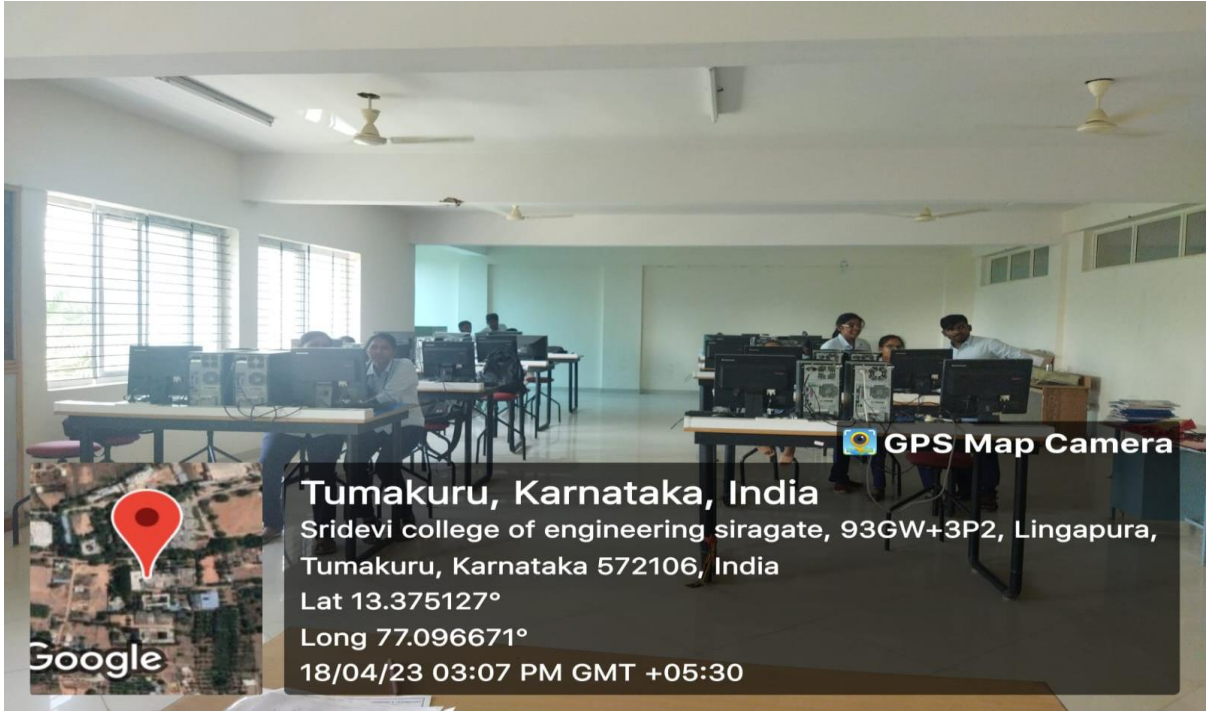 GPS Map Camera
Tumakuru, Karnataka, India
Sridevi college of engineering siragate, 93GW+3P2, Lingapura,
Tumakuru, Karnataka 572106, India
Lat 13.375127°
Long 77.096671°
18/04/23 03:07 PM GMT +05:30
Google